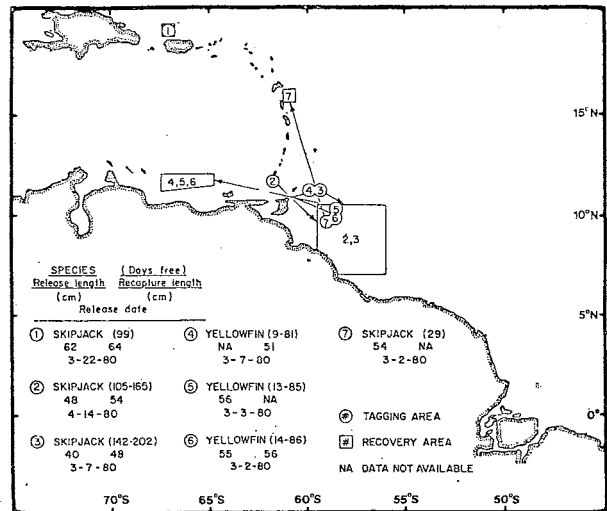 1
7
15° N
2
4 3
4,5,6
5
6
7
10° N
2,3
SPECIES (Days free)
Release length Recapture length
(cm) (cm)
Release date
5° N
① SKIPJACK (99)
62 64
3-22-80
② SKIPJACK (105-165)
48 54
4-14-80
③ SKIPJACK (142-202)
40 48
3-7-80
④ YELLOWFIN (9-81)
NA 51
3-7-80
⑤ YELLOWFIN (13-85)
56 NA
3-3-80
⑥ YELLOWFIN (14-86)
55 56
3-2-80
⑦ SKIPJACK (29)
54 NA
3-2-80
# TAGGING AREA
# RECOVERY AREA
NA DATA NOT AVAILABLE
0°
70°S 65°S 60°S 55°S 50°S